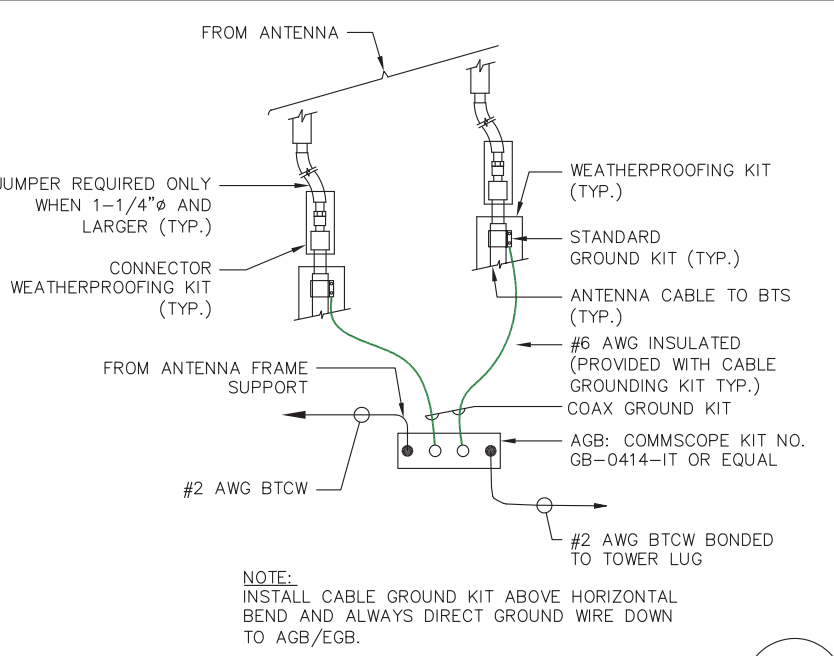 FROM ANTENNA
JUMPER REQUIRED ONLY
WHEN 1-1/4"ø AND
LARGER (TYP.)
CONNECTOR
WEATHERPROOFING KIT
(TYP.)
WEATHERPROOFING KIT
(TYP.)
STANDARD
GROUND KIT (TYP.)
ANTENNA CABLE TO BTS
(TYP.)
#6 AWG INSULATED
(PROVIDED WITH CABLE
GROUNDING KIT TYP.)
COAX GROUND KIT
FROM ANTENNA FRAME
SUPPORT
AGB: COMMSCOPE KIT NO.
GB-0414-IT OR EQUAL
#2 AWG BTCW
#2 AWG BTCW BONDED
TO TOWER LUG
NOTE:
INSTALL CABLE GROUND KIT ABOVE HORIZONTAL
BEND AND ALWAYS DIRECT GROUND WIRE DOWN
TO AGB/EGB.